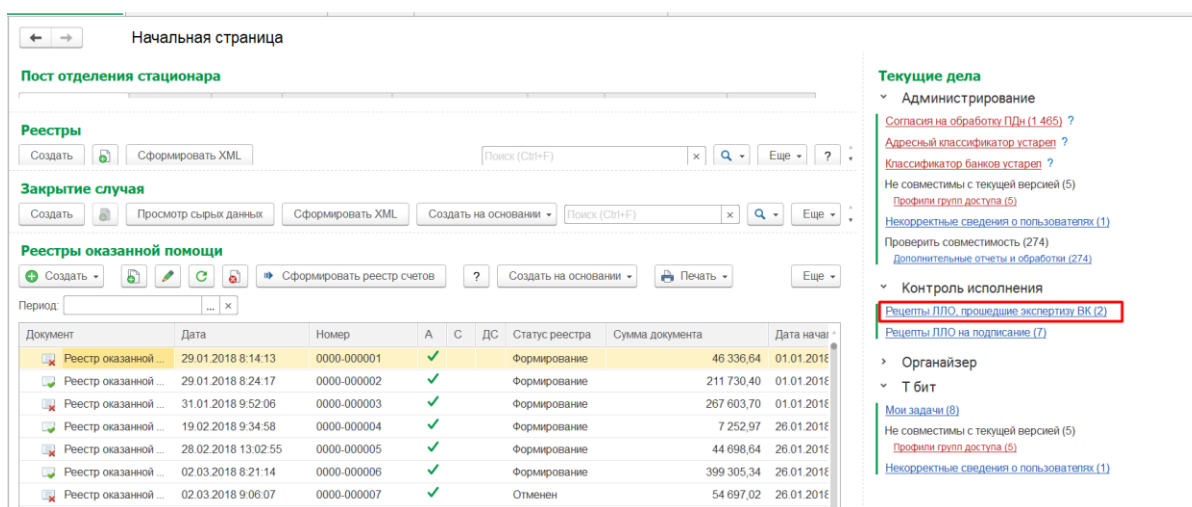 Начальная страница
Пост отделения стационара
Реестры
Создать Сформировать XML Поиск (Ctrl+F) × Еще ?
Закрытие случая
Создать Просмотр сырых данных Сформировать XML Создать на основании Поиск (Ctrl+F) × Еще
Реестры оказанной помощи
Создать Сформировать реестр счетов ? Создать на основании Печать Еще
Период: ... ×
Документ Дата Номер А С ДС Статус реестра Сумма документа Дата начал
Реестр оказанной ... 29.01.2018 8:14:13 0000-000001 Формирование 46 336,64 01.01.2018
Реестр оказанной ... 29.01.2018 8:24:17 0000-000002 Формирование 211 730,40 01.01.2018
Реестр оказанной ... 31.01.2018 9:52:06 0000-000003 Формирование 267 603,70 01.01.2018
Реестр оказанной ... 19.02.2018 9:34:58 0000-000004 Формирование 7 252,97 26.01.2018
Реестр оказанной ... 28.02.2018 13:02:55 0000-000005 Формирование 44 698,64 26.01.2018
Реестр оказанной ... 02.03.2018 8:21:14 0000-000006 Формирование 399 305,34 26.01.2018
Реестр оказанной ... 02.03.2018 9:06:07 0000-000007 Отменен 54 697,02 26.01.2018
Текущие дела
Администрирование
Согласия на обработку ПДн (1 465) ?
Адресный классификатор устарел ?
Классификатор банков устарел ?
Не совместимы с текущей версией (5)
Профили групп доступа (5)
Некорректные сведения о пользователях (1)
Проверить совместимость (274)
Дополнительные отчеты и обработки (274)
Контроль исполнения
Рецепты ЛЛО, прошедшие экспертизу ВК (2)
Рецепты ЛЛО на подписание (7)
Органайзер
Т бит
Мои задачи (8)
Не совместимы с текущей версией (5)
Профили групп доступа (5)
Некорректные сведения о пользователях (1)